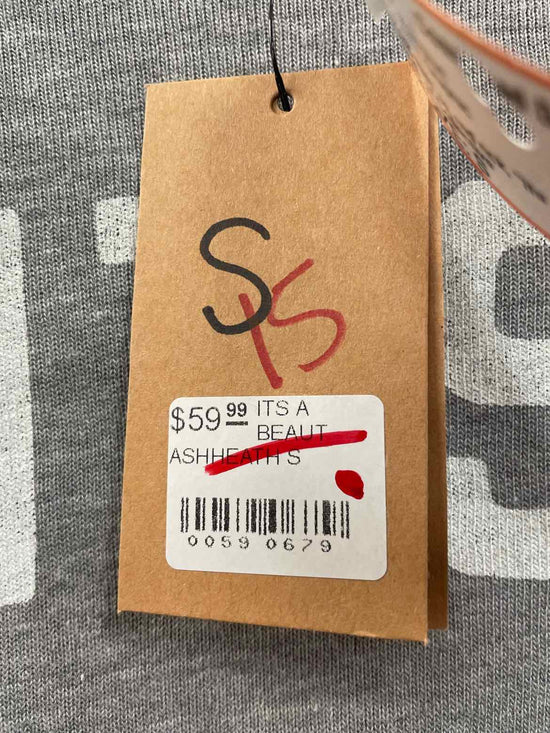 S
15
$59 99 ITS A
BEAUT
ASHHEATH S
0059 0679